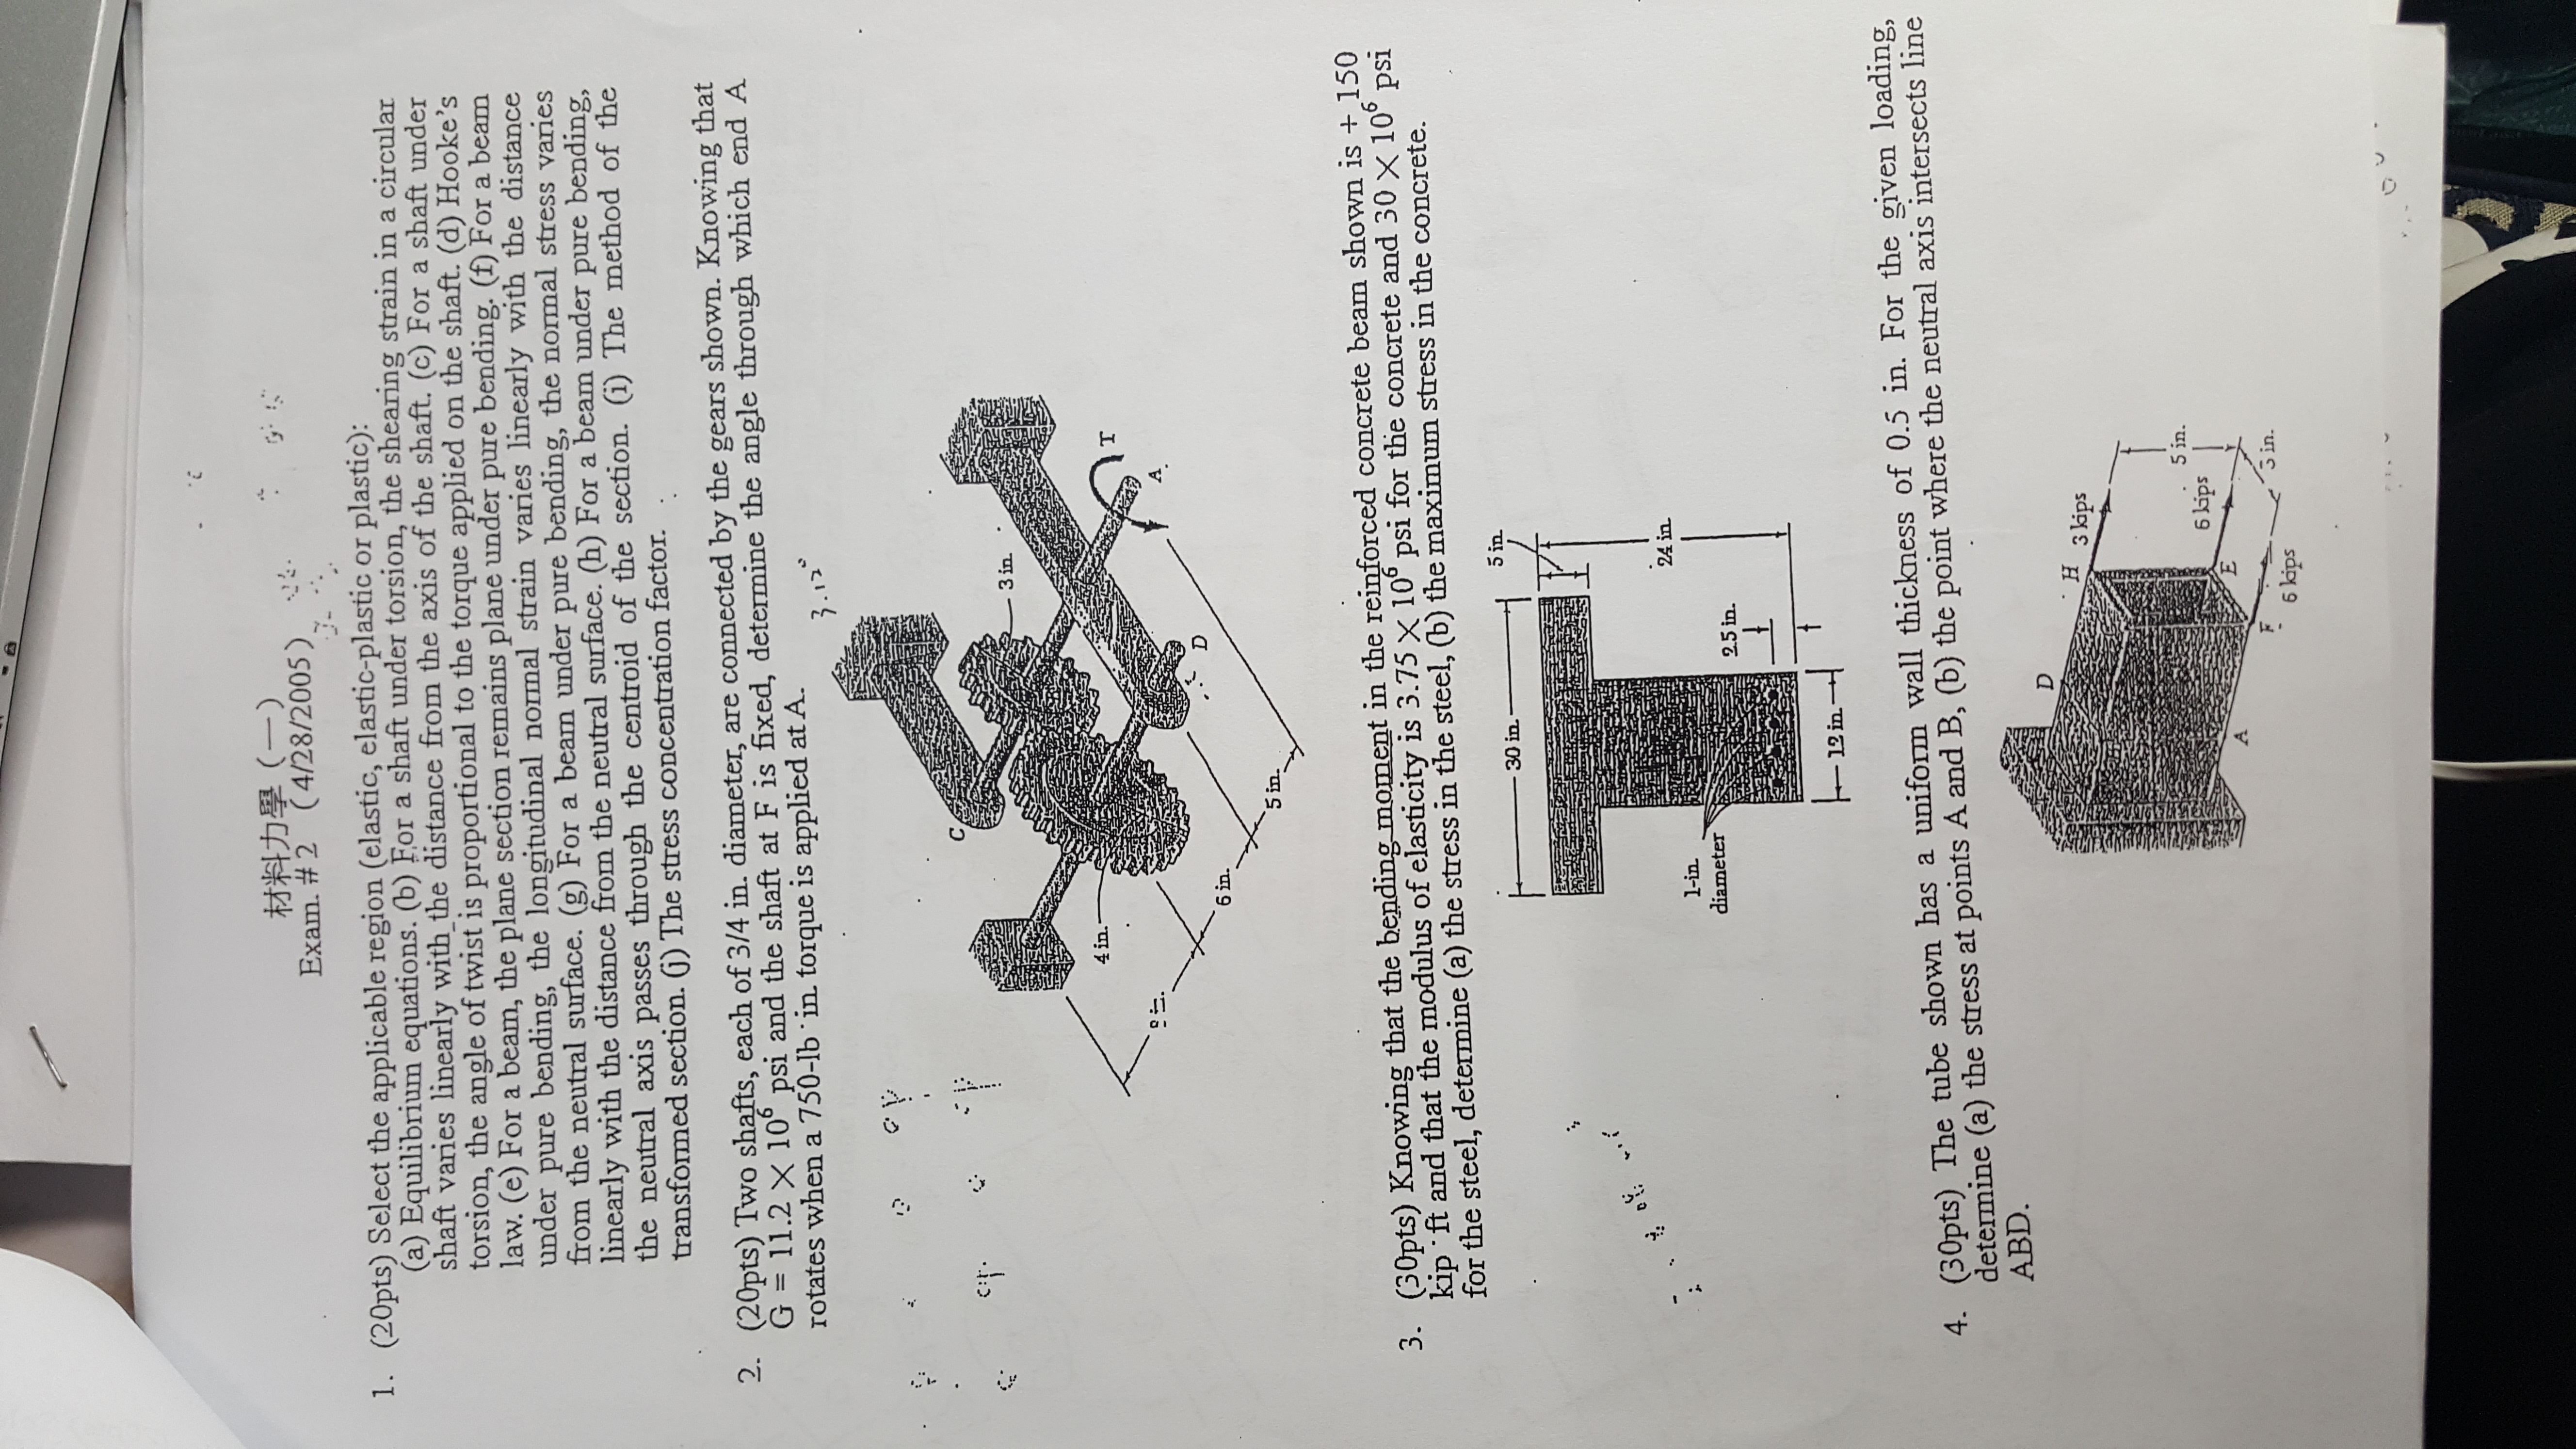 材料力學 (一)
Exam. # 2 (4/28/2005)
1. (20pts) Select the applicable region (elastic, elastic-plastic or plastic):
(a) Equilibrium equations. (b) For a shaft under torsion, the shearing strain in a circular
shaft varies linearly with the distance from the axis of the shaft. (c) For a shaft under
torsion, the angle of twist is proportional to the torque applied on the shaft. (d) Hooke's
law. (e) For a beam, the plane section remains plane under pure bending. (f) For a beam
under pure bending, the longitudinal normal strain varies linearly with the distance
from the neutral surface. (g) For a beam under pure bending, the normal stress varies
linearly with the distance from the neutral surface. (h) For a beam under pure bending,
the neutral axis passes through the centroid of the section. (i) The method of the
transformed section. (j) The stress concentration factor.
2. (20pts) Two shafts, each of 3/4 in. diameter, are connected by the gears shown. Knowing that
G = 11.2 × 10⁶ psi and the shaft at F is fixed, determine the angle through which end A
rotates when a 750-lb·in. torque is applied at A.
3.12°
C
3 in.
4 in.
T
A
D
in.
6 in.
5 in.
3. (30pts) Knowing that the bending moment in the reinforced concrete beam shown is + 150
kip·ft and that the modulus of elasticity is 3.75 × 10⁶ psi for the concrete and 30 × 10⁶ psi
for the steel, determine (a) the stress in the steel, (b) the maximum stress in the concrete.
5 in.
30 in.
24 in.
1-in.
diameter
2.5 in.
12 in.
4. (30pts) The tube shown has a uniform wall thickness of 0.5 in. For the given loading,
determine (a) the stress at points A and B, (b) the point where the neutral axis intersects line
ABD.
D
H 3 kips
5 in.
6 kips
E
A
F
3 in.
6 kips